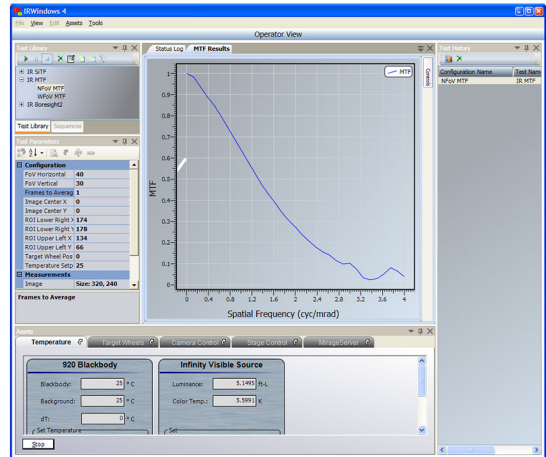 IRWindows 4
File View Edit Assets Tools
Operator View
Test Library
IR SiTF
IR MTF
NFoV MTF
WFoV MTF
IR Boresight2
Test Library Sequences
Test Parameters
Configuration
FoV Horizontal 40
FoV Vertical 30
Frames to Averag 1
Image Center X 0
Image Center Y 0
ROI Lower Right X 174
ROI Lower Right Y 178
ROI Upper Left X 134
ROI Upper Left Y 66
Target Wheel Pos 0
Temperature Setp 25
Measurements
Image Size: 320, 240
Frames to Average
Status Log MTF Results
MTF
Controls
1
0.9
0.8
0.7
0.6
0.5
0.4
0.3
0.2
0.1
0
MTF
0 0.4 0.8 1.2 1.6 2 2.4 2.8 3.2 3.6 4
Spatial Frequency (cyc/mrad)
Test History
Configuration Name Test Nam
NFoV MTF IR MTF
Assets
Temperature Target Wheels Camera Control Stage Control MirageServer
920 Blackbody
Blackbody: 25 ° C
Background: 25 ° C
dT: 0 ° C
Set Temperature
Infinity Visible Source
Luminance: 5.1495 ft-L
Color Temp.: 5.5991 K
Set
Stop